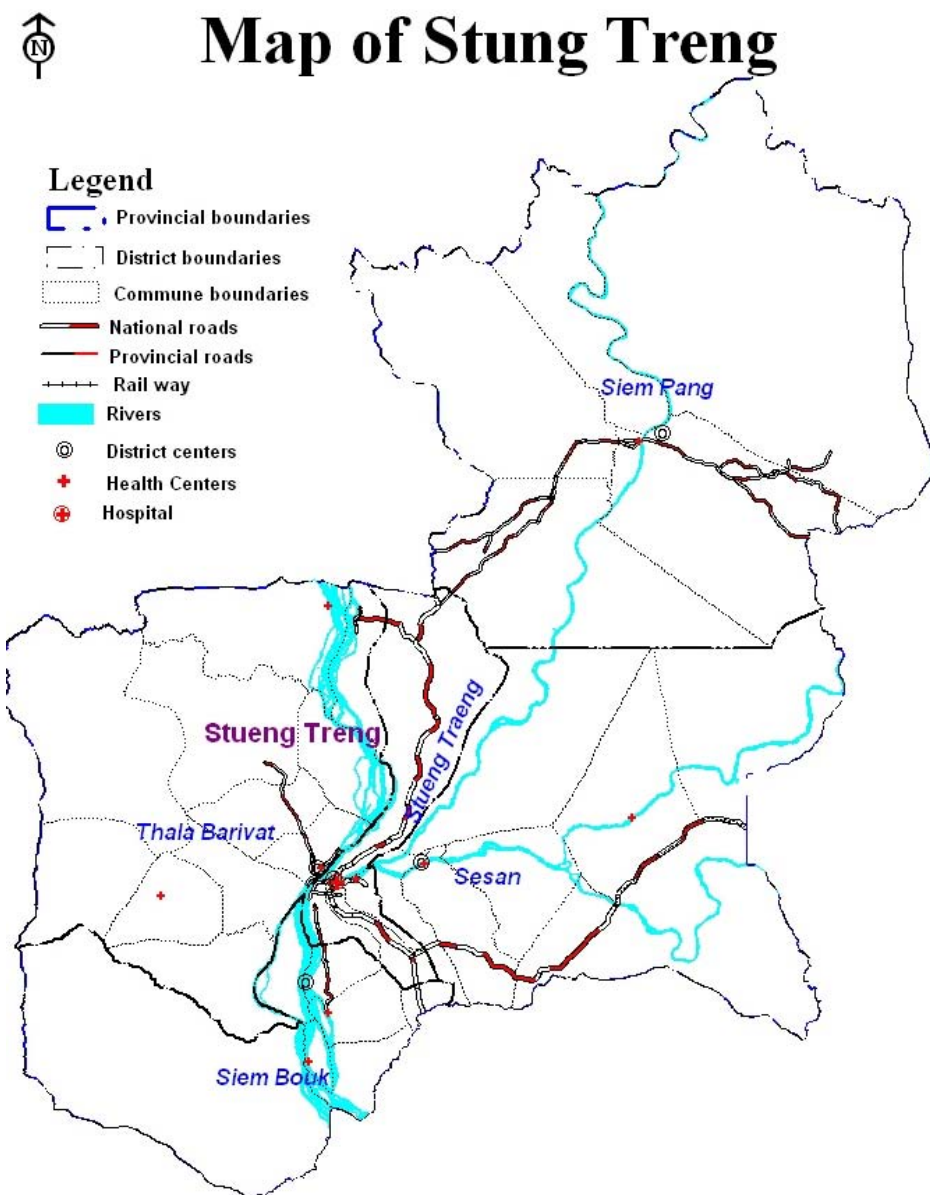 N
Map of Stung Treng
Legend
Provincial boundaries
District boundaries
Commune boundaries
National roads
Provincial roads
Rail way
Rivers
District centers
Health Centers
Hospital
Siem Pang
Stueng Treng
Stueng Traeng
Thala Barivat
Sesan
Siem Bouk